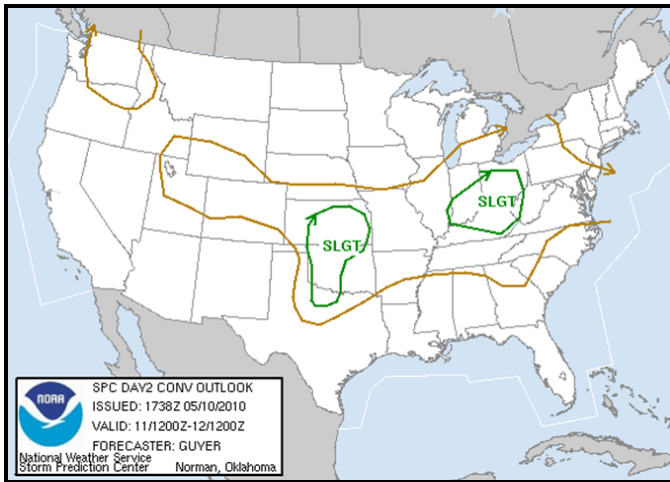 SLGT
SLGT
NOAA
SPC DAY2 CONV OUTLOOK
ISSUED: 1738Z 05/10/2010
VALID: 11/1200Z-12/1200Z
FORECASTER: GUYER
National Weather Service
Storm Prediction Center Norman, Oklahoma